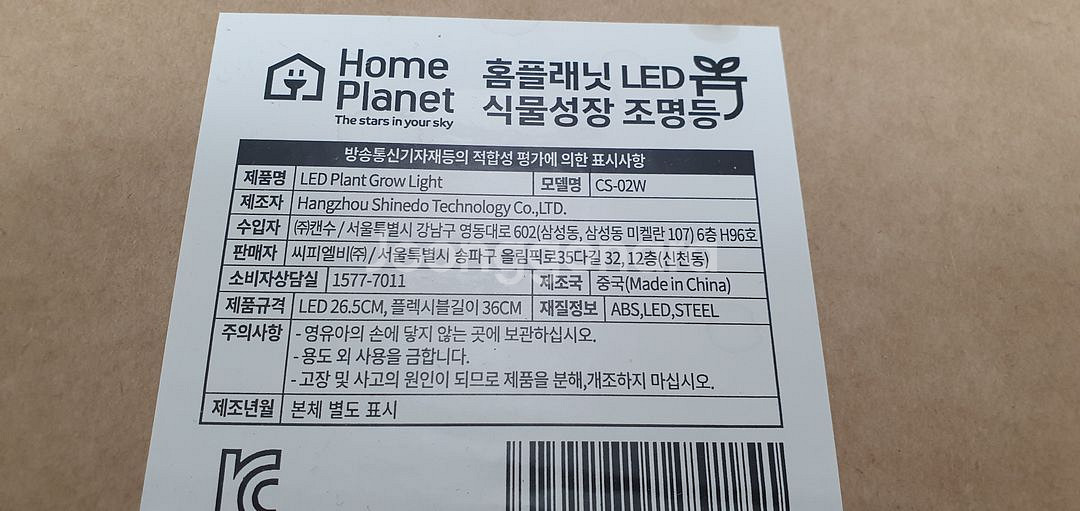 Home
Planet
The stars in your sky
홈플래닛 LED
식물성장 조명등
방송통신기자재등의 적합성 평가에 의한 표시사항
제품명 LED Plant Grow Light 모델명 CS-02W
제조자 Hangzhou Shinedo Technology Co.,LTD.
수입자 ㈜캔수 / 서울특별시 강남구 영동대로 602(삼성동, 삼성동 미켈란 107) 6층 H96호
판매자 씨피엘비㈜ / 서울특별시 송파구 올림픽로35다길 32, 12층(신천동)
소비자상담실 1577-7011 제조국 중국(Made in China)
제품규격 LED 26.5CM, 플렉시블길이 36CM 재질정보 ABS,LED,STEEL
주의사항 - 영유아의 손에 닿지 않는 곳에 보관하십시오.
- 용도 외 사용을 금합니다.
- 고장 및 사고의 원인이 되므로 제품을 분해,개조하지 마십시오.
제조년월 본체 별도 표시